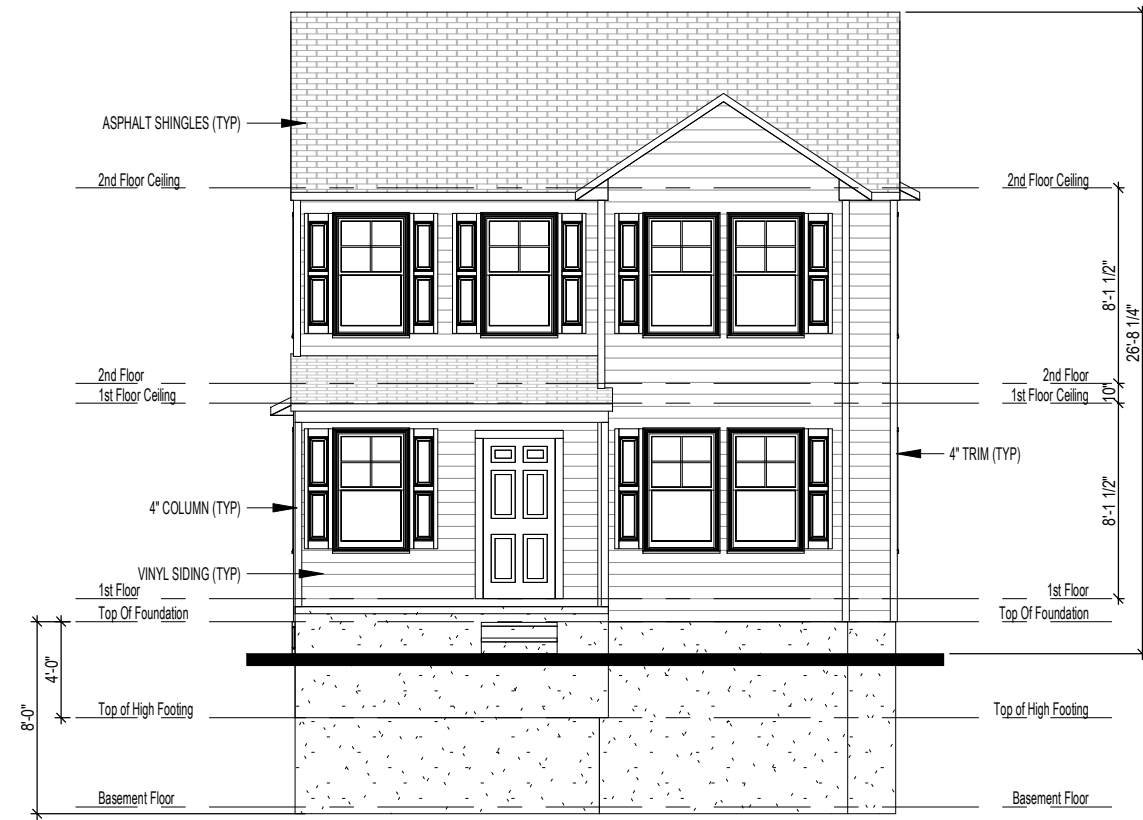 ASPHALT SHINGLES (TYP)
2nd Floor Ceiling
2nd Floor Ceiling
8'-1 1/2"
26'-8 1/4"
2nd Floor
2nd Floor
10"
1st Floor Ceiling
1st Floor Ceiling
4" TRIM (TYP)
8'-1 1/2"
4" COLUMN (TYP)
VINYL SIDING (TYP)
1st Floor
1st Floor
Top Of Foundation
Top Of Foundation
4'-0"
8'-0"
Top of High Footing
Top of High Footing
Basement Floor
Basement Floor